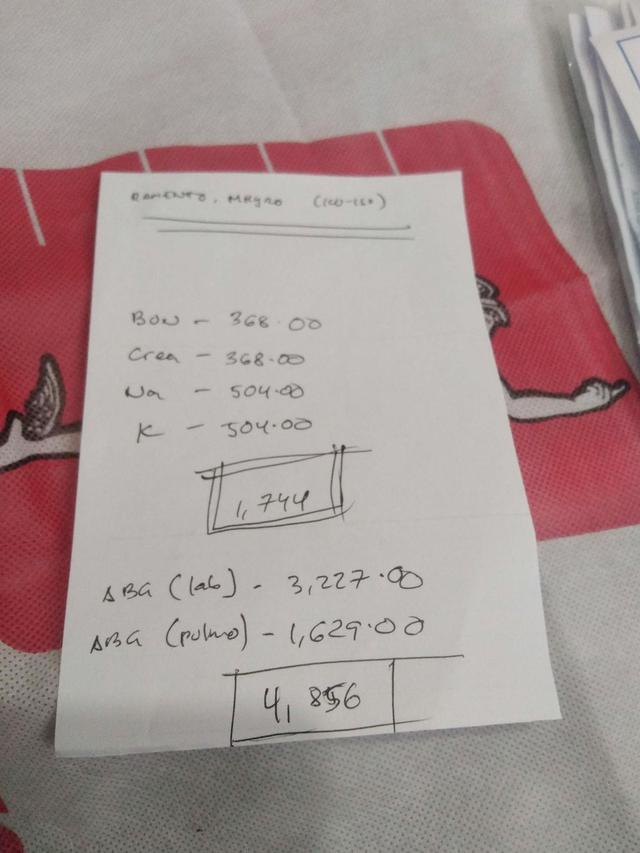 BUN - 368.00
Crea - 368.00
Na - 504.00
K - 504.00
1,744
ABG (lab) - 3,227.00
ABG (pulmo) - 1,629.00
4,856